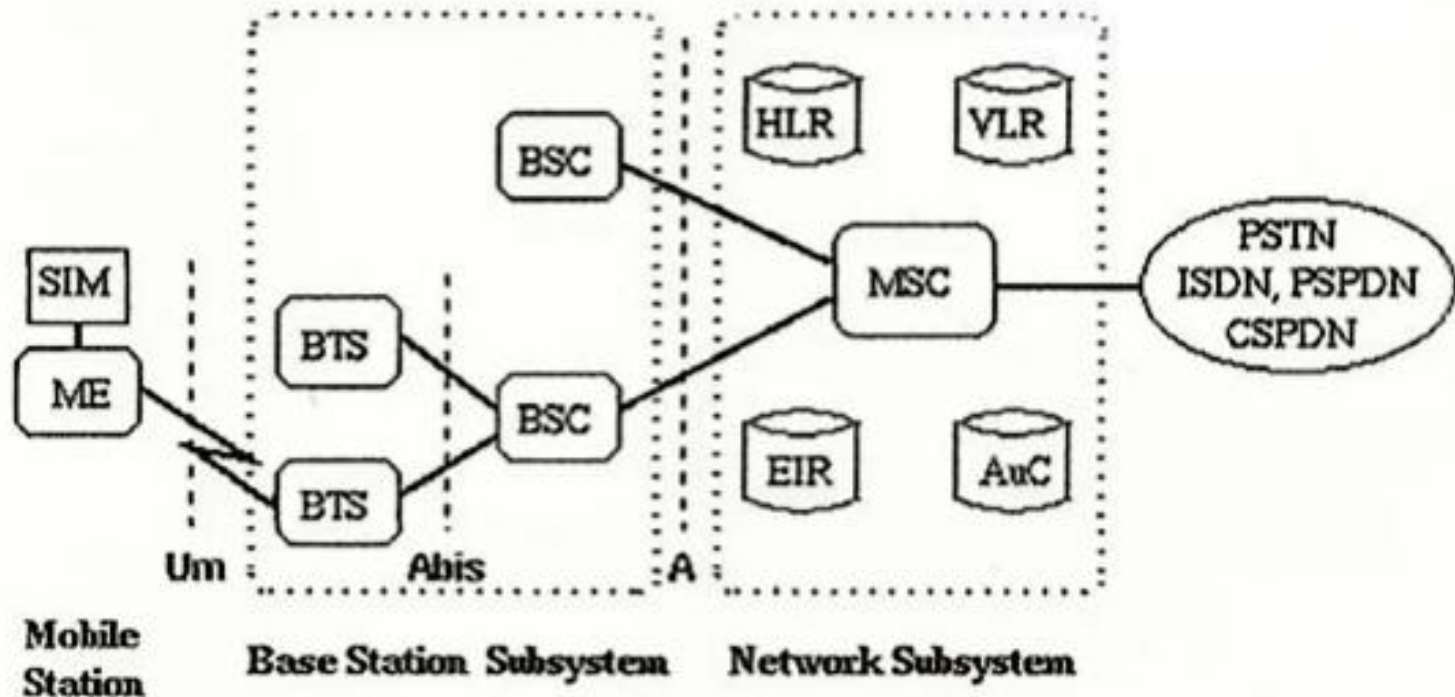 HLR
VLR
BSC
SIM
PSTN
ISDN, PSPDN
CSPDN
MSC
BTS
ME
BSC
EIR
AuC
BTS
Um
Abis
A
Mobile
Station
Base Station Subsystem
Network Subsystem